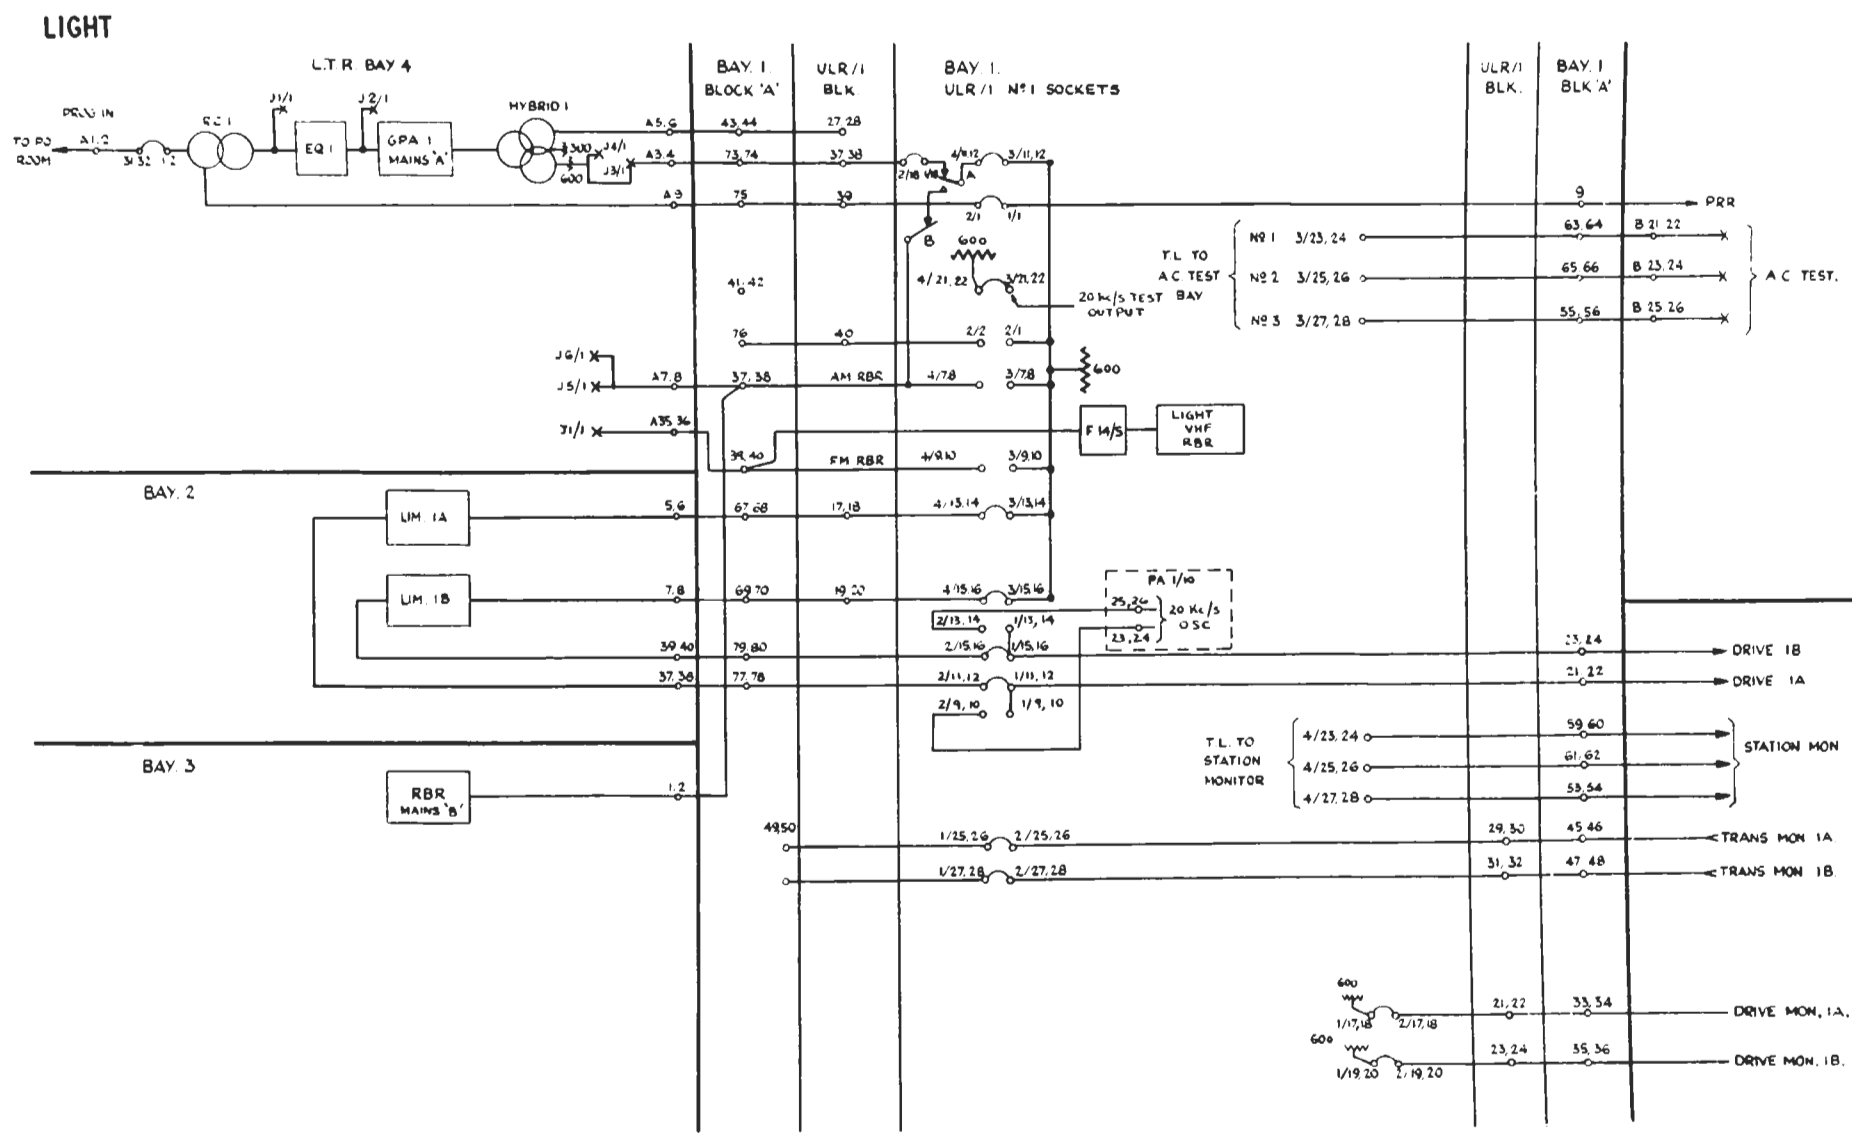 LIGHT
L.T.R. BAY 4
BAY. 1.
BLOCK 'A'
ULR/1
BLK.
BAY. 1.
ULR/1 Nº1 SOCKETS
ULR/1
BLK.
BAY. 1
BLK 'A'
PROG IN
TO PO
ROOM
A1,2
31 32 1 2
J1/1
EQ 1
J2/1
GPA 1
MAINS 'A'
HYBRID 1
300
600
J4/1
J3/1
A5,6
43,44
27,28
A3,4
73,74
37,38
4/11,12
3/11,12
A
A9
75
39
2/1
1/1
9
PRR
B
600
4/21,22
3/21,22
20 Kc/s TEST
OUTPUT
T.L. TO
A.C. TEST
BAY
Nº 1 3/23, 24
63,64
B 21 22
Nº 2 3/25, 26
65,66
B 23,24
A C TEST.
Nº 3 3/27, 28
55,56
B 25,26
41,42
76
40
2/2
2/1
J6/1
J5/1
A7,8
37,38
AM RBR
4/7,8
3/7,8
600
J1/1
A35,36
F 14/S
LIGHT
VHF
RBR
39,40
FM RBR
4/9,10
3/9,10
BAY. 2
LIM. 1A
5,6
67,68
17,18
4/13,14
3/13,14
LIM. 1B
7,8
69,70
19,20
4/15,16
3/15,16
PA 1/10
25,26
20 Kc/s
OSC
23,24
2/13,14
1/13, 14
39,40
79,80
2/15,16
1/15,16
23,24
DRIVE 1B
37,38
77,78
2/11,12
1/11, 12
21,22
DRIVE 1A
2/9, 10
1/9, 10
BAY. 3
RBR
MAINS 'B'
1,2
T.L. TO
STATION
MONITOR
4/23, 24
59,60
4/25, 26
61,62
STATION MON
4/27, 28
53,54
49,50
1/25,26
2/25,26
29,30
45,46
TRANS MON 1A.
1/27,28
2/27,28
31,32
47,48
TRANS MON 1B.
600
1/17,18
2/17,18
21,22
33,34
DRIVE MON, 1A.
600
1/19,20
2/19,20
23,24
35,36
DRIVE MON, 1B.